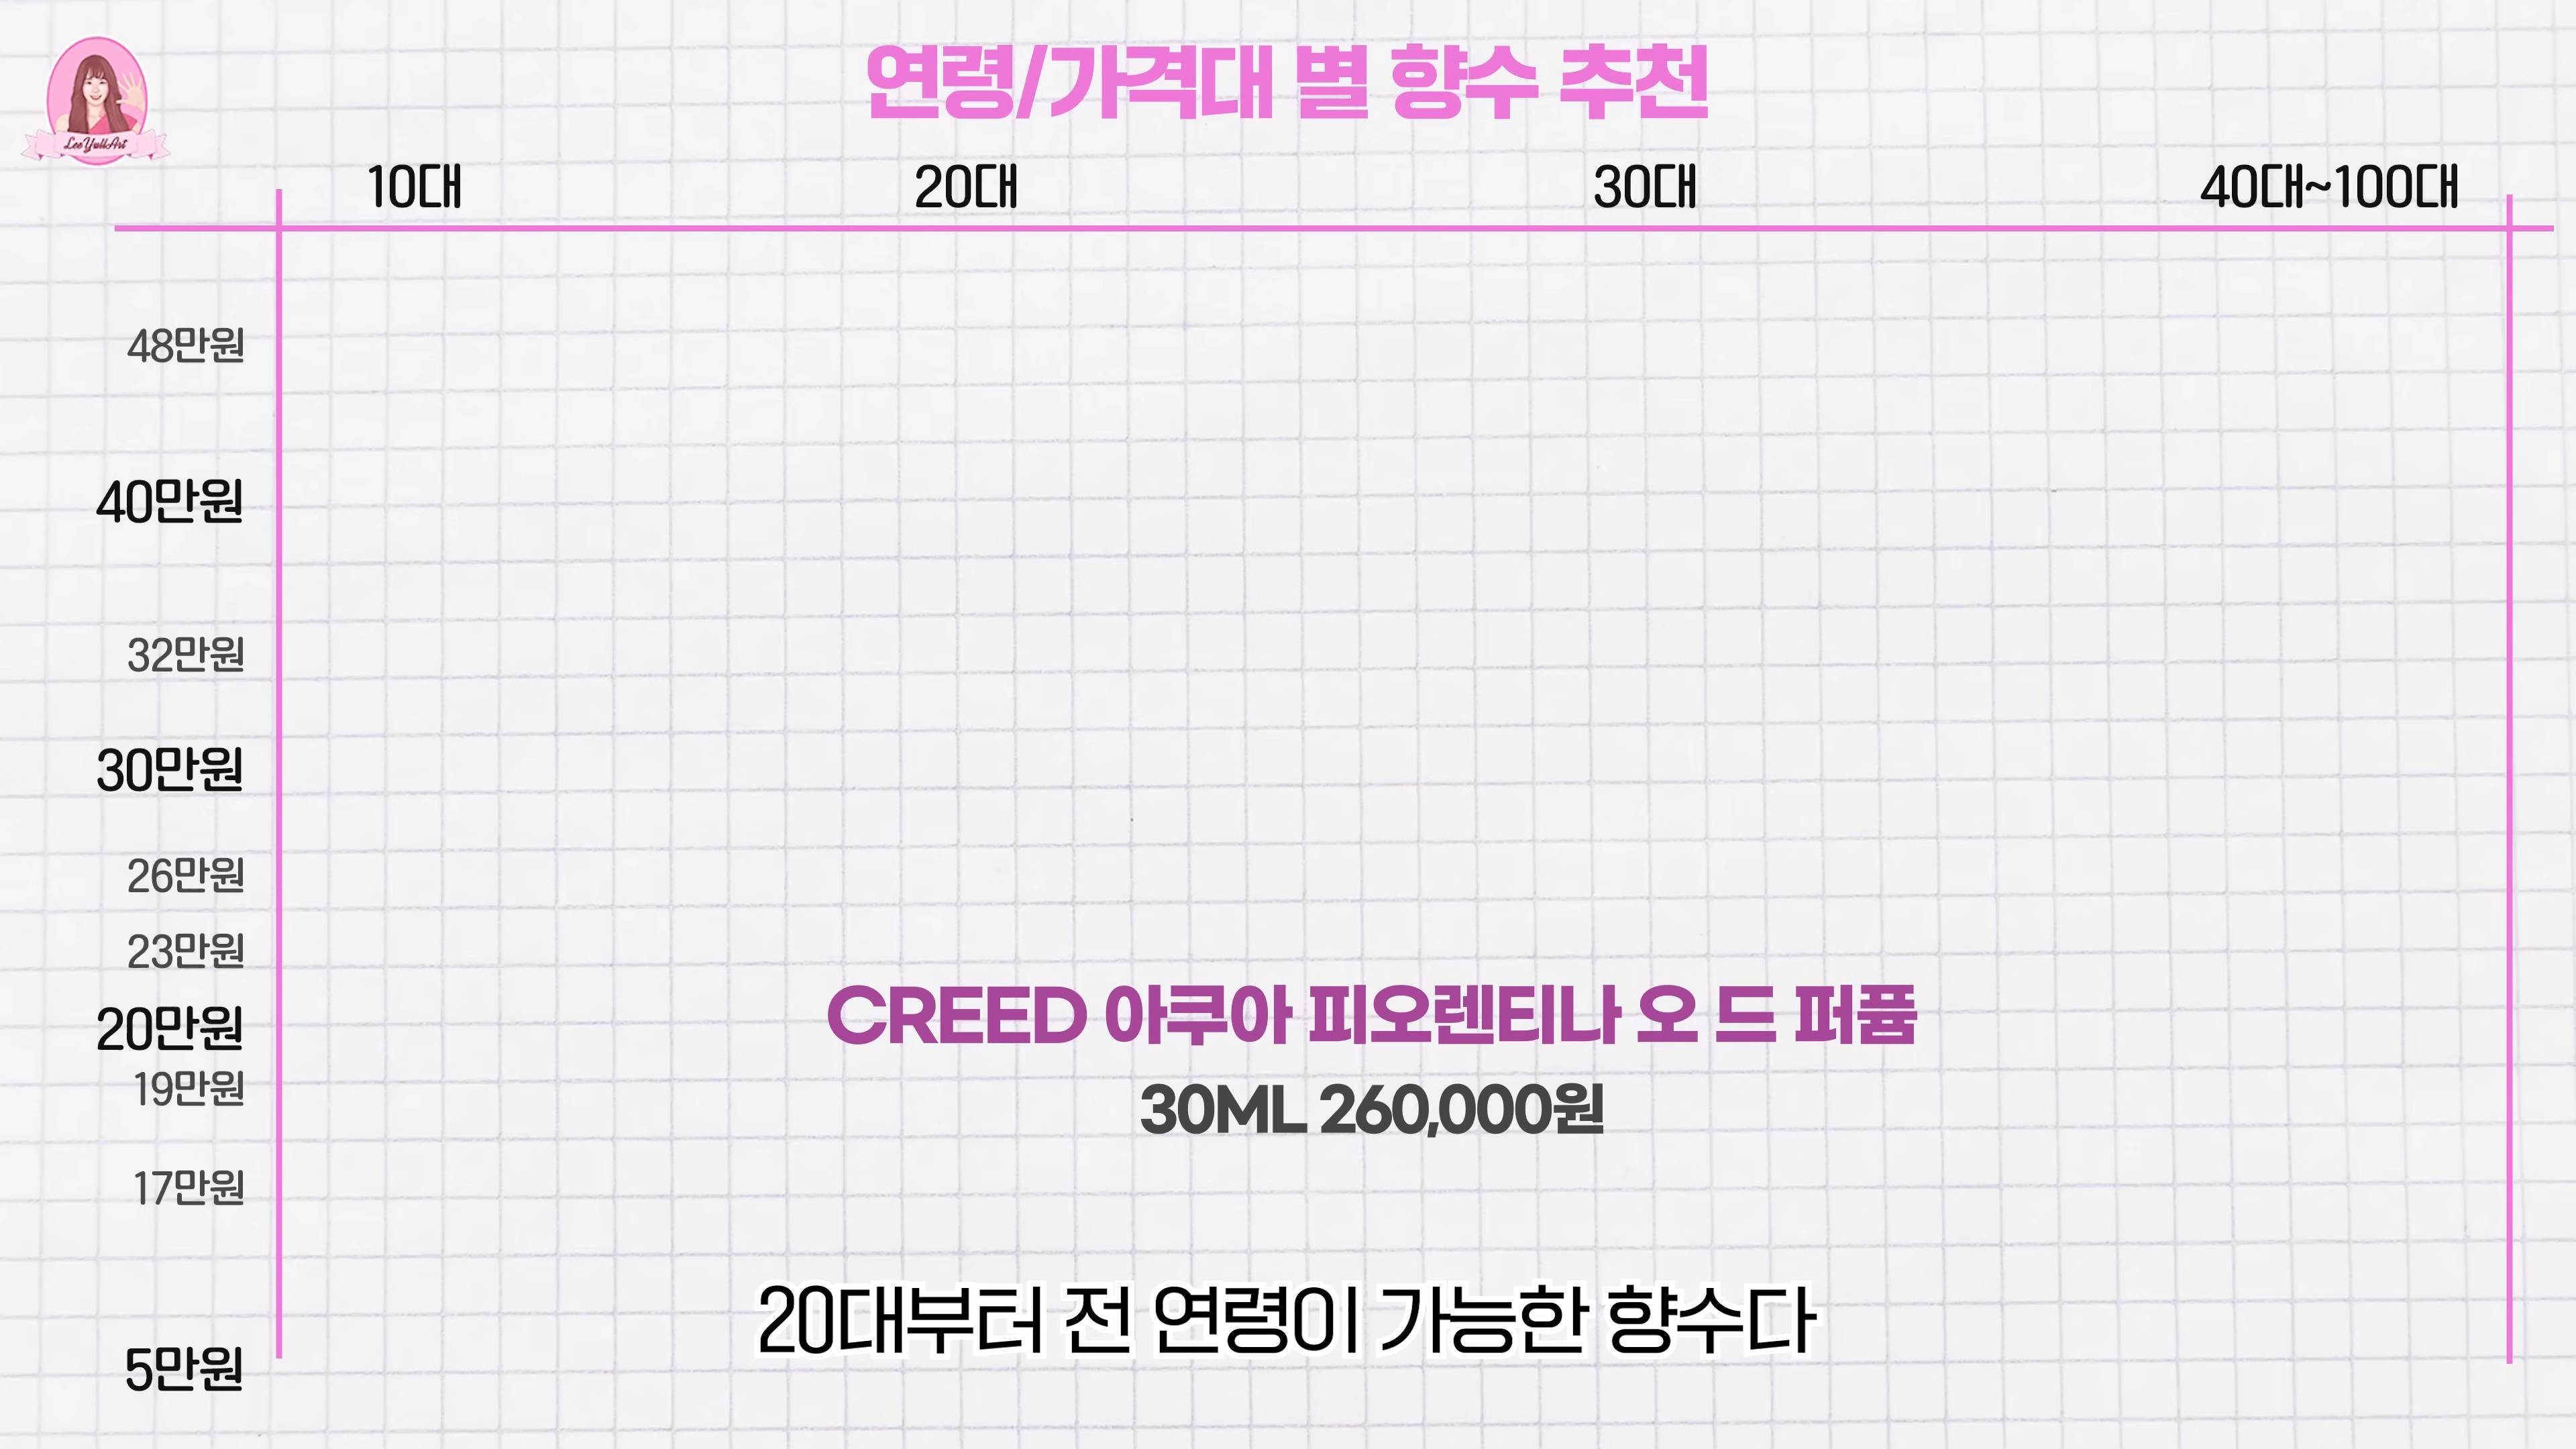 연령/가격대 별 향수 추천
LeeYuliArt
10대 20대 30대 40대~100대
48만원
40만원
32만원
30만원
26만원
23만원
CREED 아쿠아 피오렌티나 오 드 퍼퓸
20만원
19만원
30ML 260,000원
17만원
20대부터 전 연령이 가능한 향수다
5만원